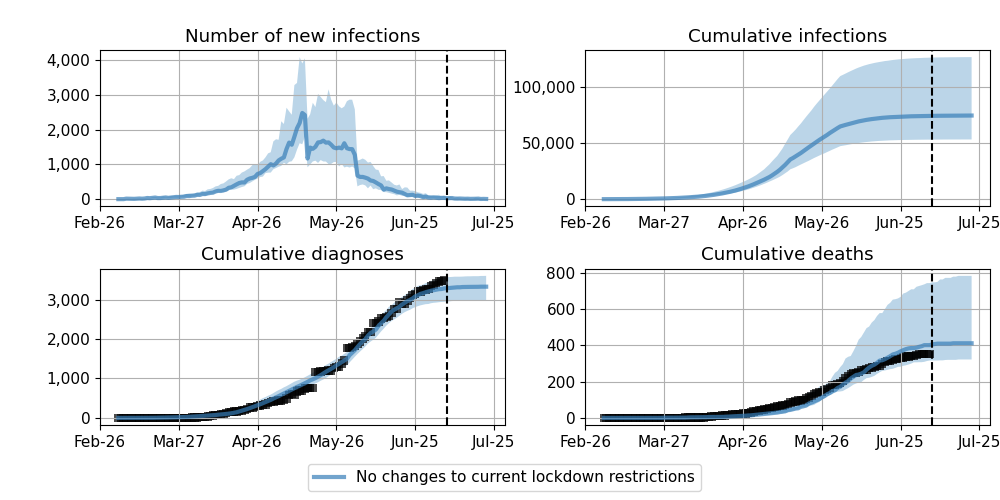 Number of new infections
4,000
3,000
2,000
1,000
0
Feb-26 Mar-27 Apr-26 May-26 Jun-25 Jul-25
Cumulative infections
100,000
50,000
0
Feb-26 Mar-27 Apr-26 May-26 Jun-25 Jul-25
Cumulative diagnoses
3,000
2,000
1,000
0
Feb-26 Mar-27 Apr-26 May-26 Jun-25 Jul-25
Cumulative deaths
800
600
400
200
0
Feb-26 Mar-27 Apr-26 May-26 Jun-25 Jul-25
No changes to current lockdown restrictions